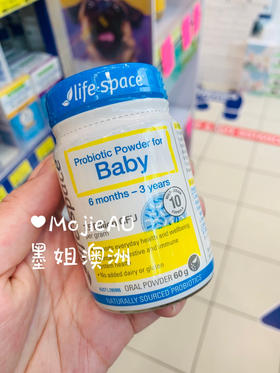 life-space
Probiotic Powder for
Baby
6 months – 3 years
CFU
per gram
10
everyday health and wellbeing
digestive and immune
No added dairy or gluten
ORAL POWDER 60 g
NATURALLY SOURCED PROBIOTICS
MojieAU
墨姐澳洲